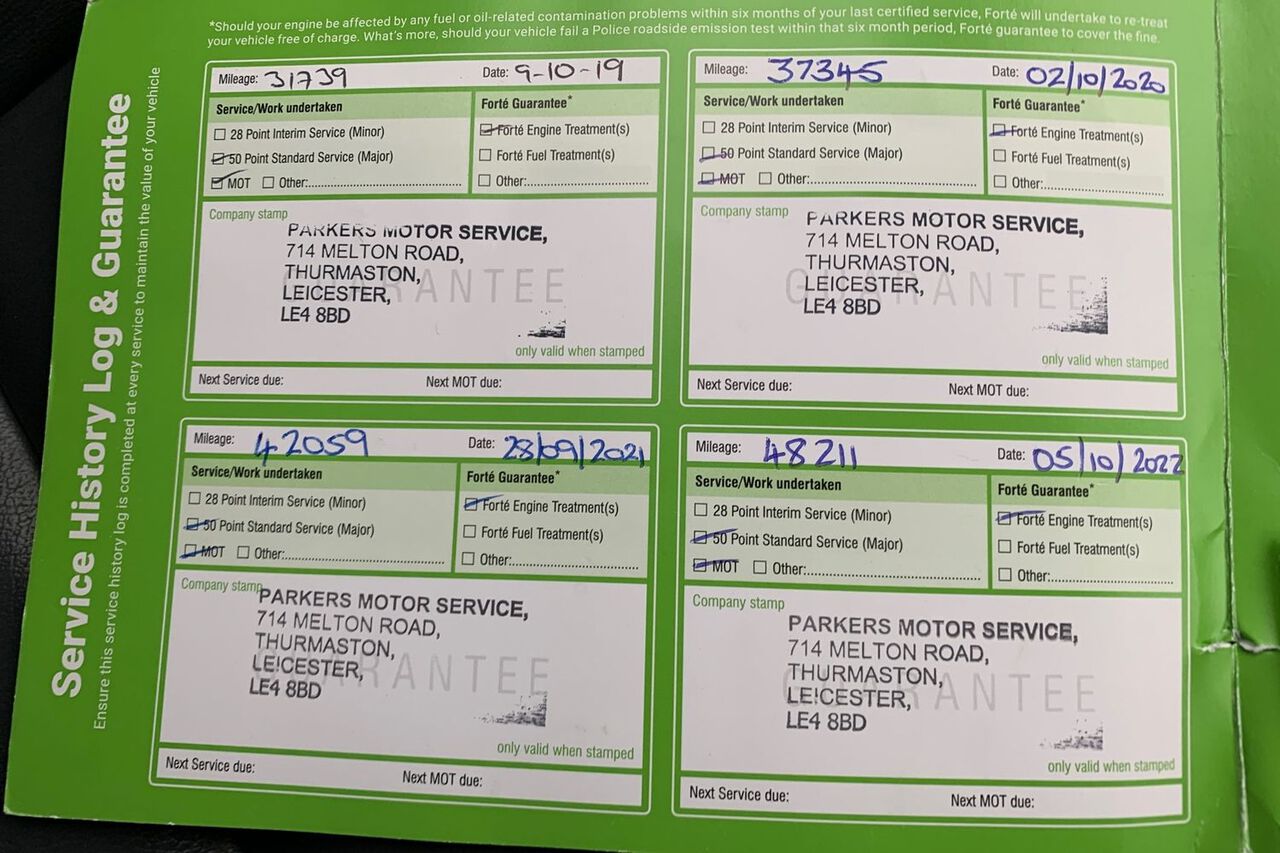 *Should your engine be affected by any fuel or oil-related contamination problems within six months of your last certified service, Forté will undertake to re-treat
your vehicle free of charge. What's more, should your vehicle fail a Police roadside emission test within that six month period, Forté guarantee to cover the fine.
Service History Log & Guarantee
Ensure this service history log is completed at every service to maintain the value of your vehicle
Mileage: 31739 Date: 9-10-19
Service/Work undertaken Forté Guarantee*
28 Point Interim Service (Minor) Forté Engine Treatment(s)
50 Point Standard Service (Major) Forté Fuel Treatment(s)
MOT Other: Other:
Company stamp
PARKERS MOTOR SERVICE,
714 MELTON ROAD,
THURMASTON,
LEICESTER,
LE4 8BD
GUARANTEE
only valid when stamped
Next Service due: Next MOT due:
Mileage: 37345 Date: 02/10/2020
Service/Work undertaken Forté Guarantee*
28 Point Interim Service (Minor) Forté Engine Treatment(s)
50 Point Standard Service (Major) Forté Fuel Treatment(s)
MOT Other: Other:
Company stamp
PARKERS MOTOR SERVICE,
714 MELTON ROAD,
THURMASTON,
LEICESTER,
LE4 8BD
GUARANTEE
only valid when stamped
Next Service due: Next MOT due:
Mileage: 42059 Date: 28/09/2021
Service/Work undertaken Forté Guarantee*
28 Point Interim Service (Minor) Forté Engine Treatment(s)
50 Point Standard Service (Major) Forté Fuel Treatment(s)
MOT Other: Other:
Company stamp
PARKERS MOTOR SERVICE,
714 MELTON ROAD,
THURMASTON,
LEICESTER,
LE4 8BD
GUARANTEE
only valid when stamped
Next Service due: Next MOT due:
Mileage: 48211 Date: 05/10/2022
Service/Work undertaken Forté Guarantee*
28 Point Interim Service (Minor) Forté Engine Treatment(s)
50 Point Standard Service (Major) Forté Fuel Treatment(s)
MOT Other: Other:
Company stamp
PARKERS MOTOR SERVICE,
714 MELTON ROAD,
THURMASTON,
LEICESTER,
LE4 8BD
GUARANTEE
only valid when stamped
Next Service due: Next MOT due: